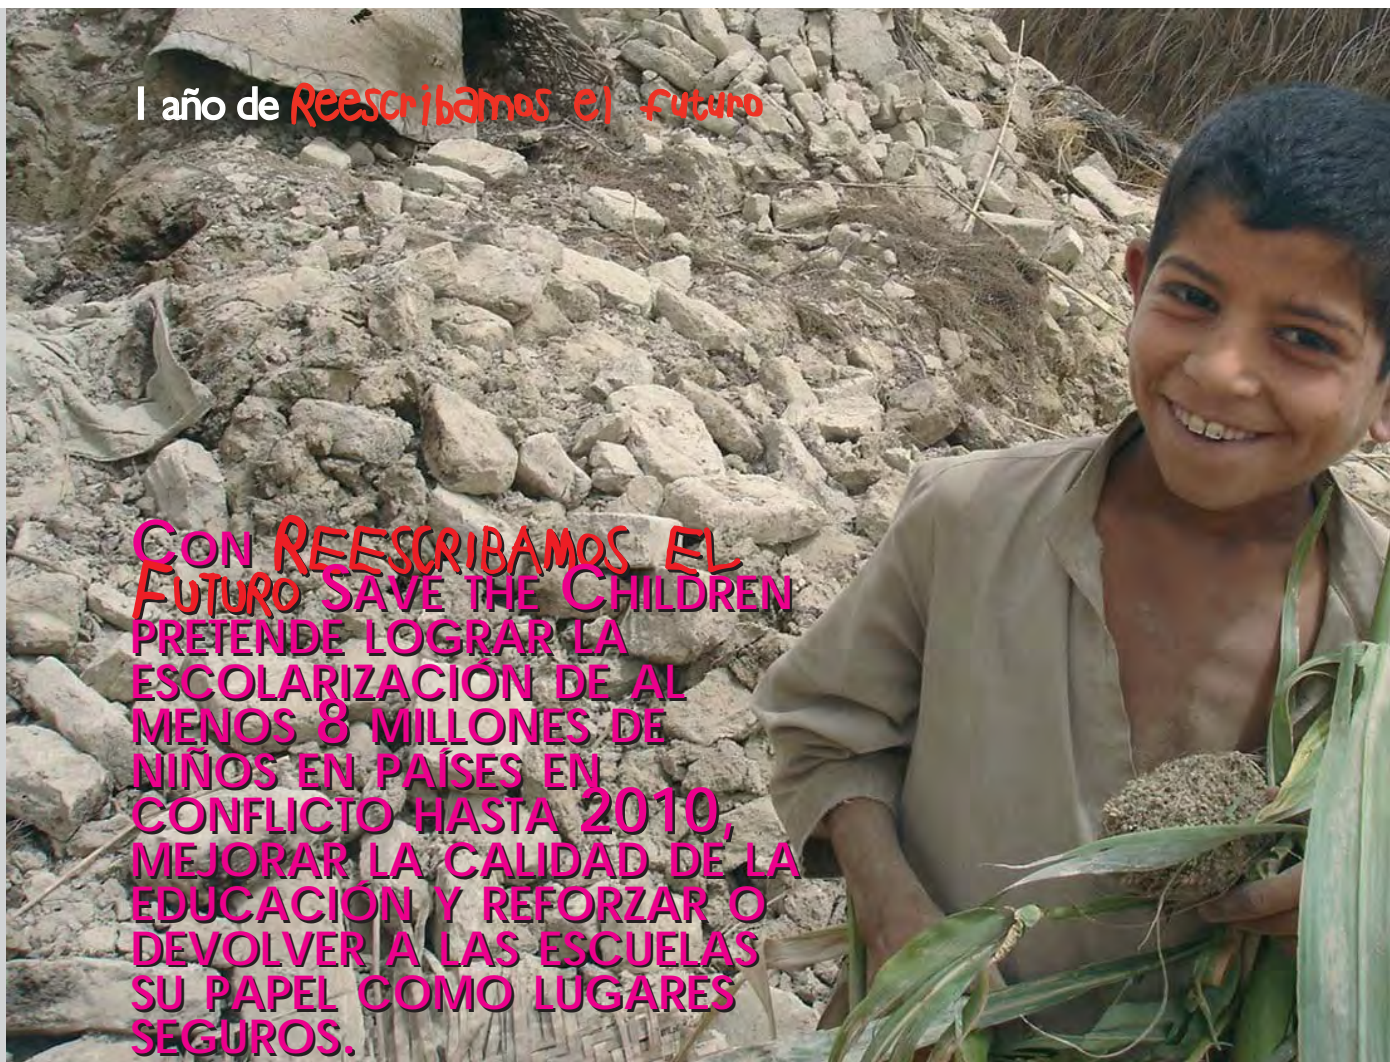 1 año de Reescribamos el futuro
CON REESCRIBAMOS EL
FUTURO SAVE THE CHILDREN
PRETENDE LOGRAR LA
ESCOLARIZACIÓN DE AL
MENOS 8 MILLONES DE
NIÑOS EN PAÍSES EN
CONFLICTO HASTA 2010,
MEJORAR LA CALIDAD DE LA
EDUCACIÓN Y REFORZAR O
DEVOLVER A LAS ESCUELAS
SU PAPEL COMO LUGARES
SEGUROS.